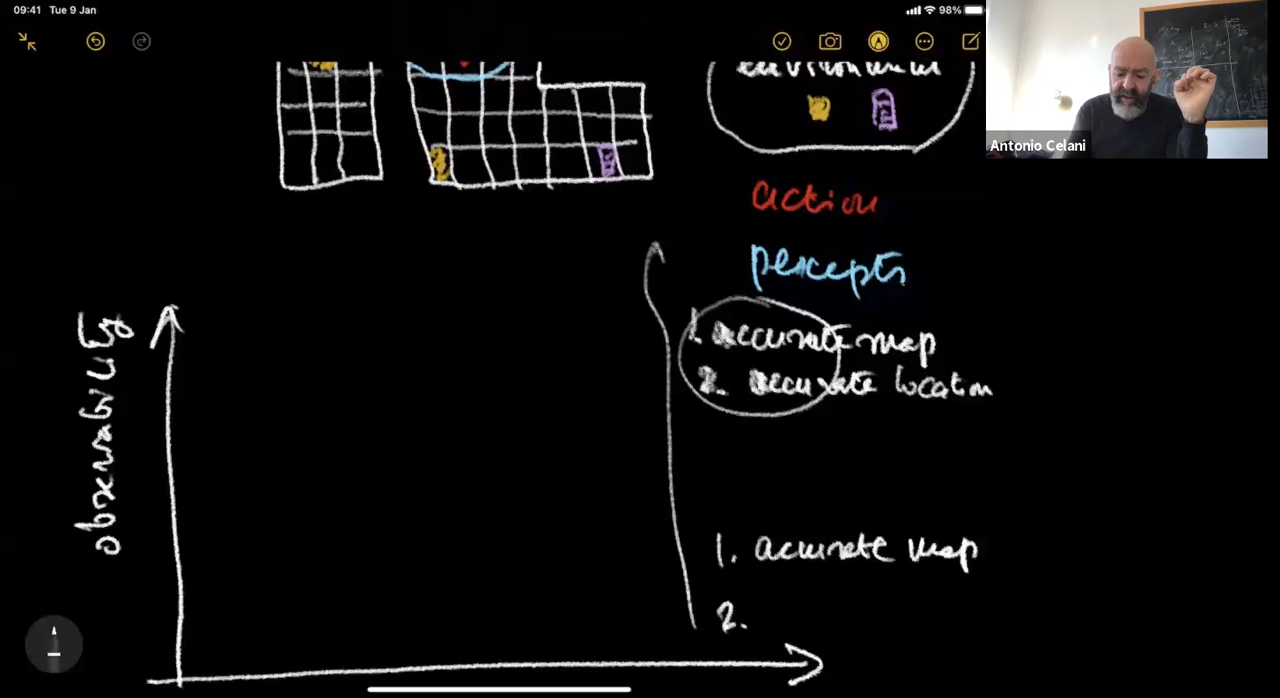 09:41 Tue 9 Jan
98%
environment
Antonio Celani
action
percepts
1. accurate map
2. accurate location
observability
1. accurate map
2.